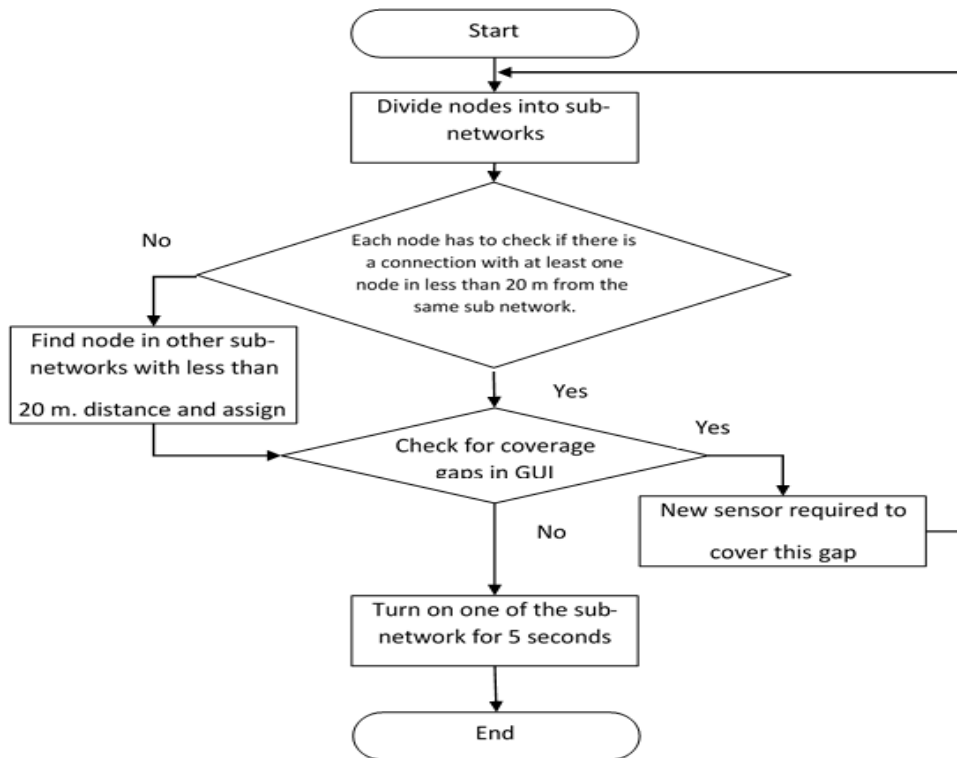 Start
Divide nodes into sub-
networks
No
Each node has to check if there is
a connection with at least one
node in less than 20 m from the
same sub network.
Find node in other sub-
networks with less than
20 m. distance and assign
Yes
Check for coverage
gaps in GUI
Yes
New sensor required to
cover this gap
No
Turn on one of the sub-
network for 5 seconds
End